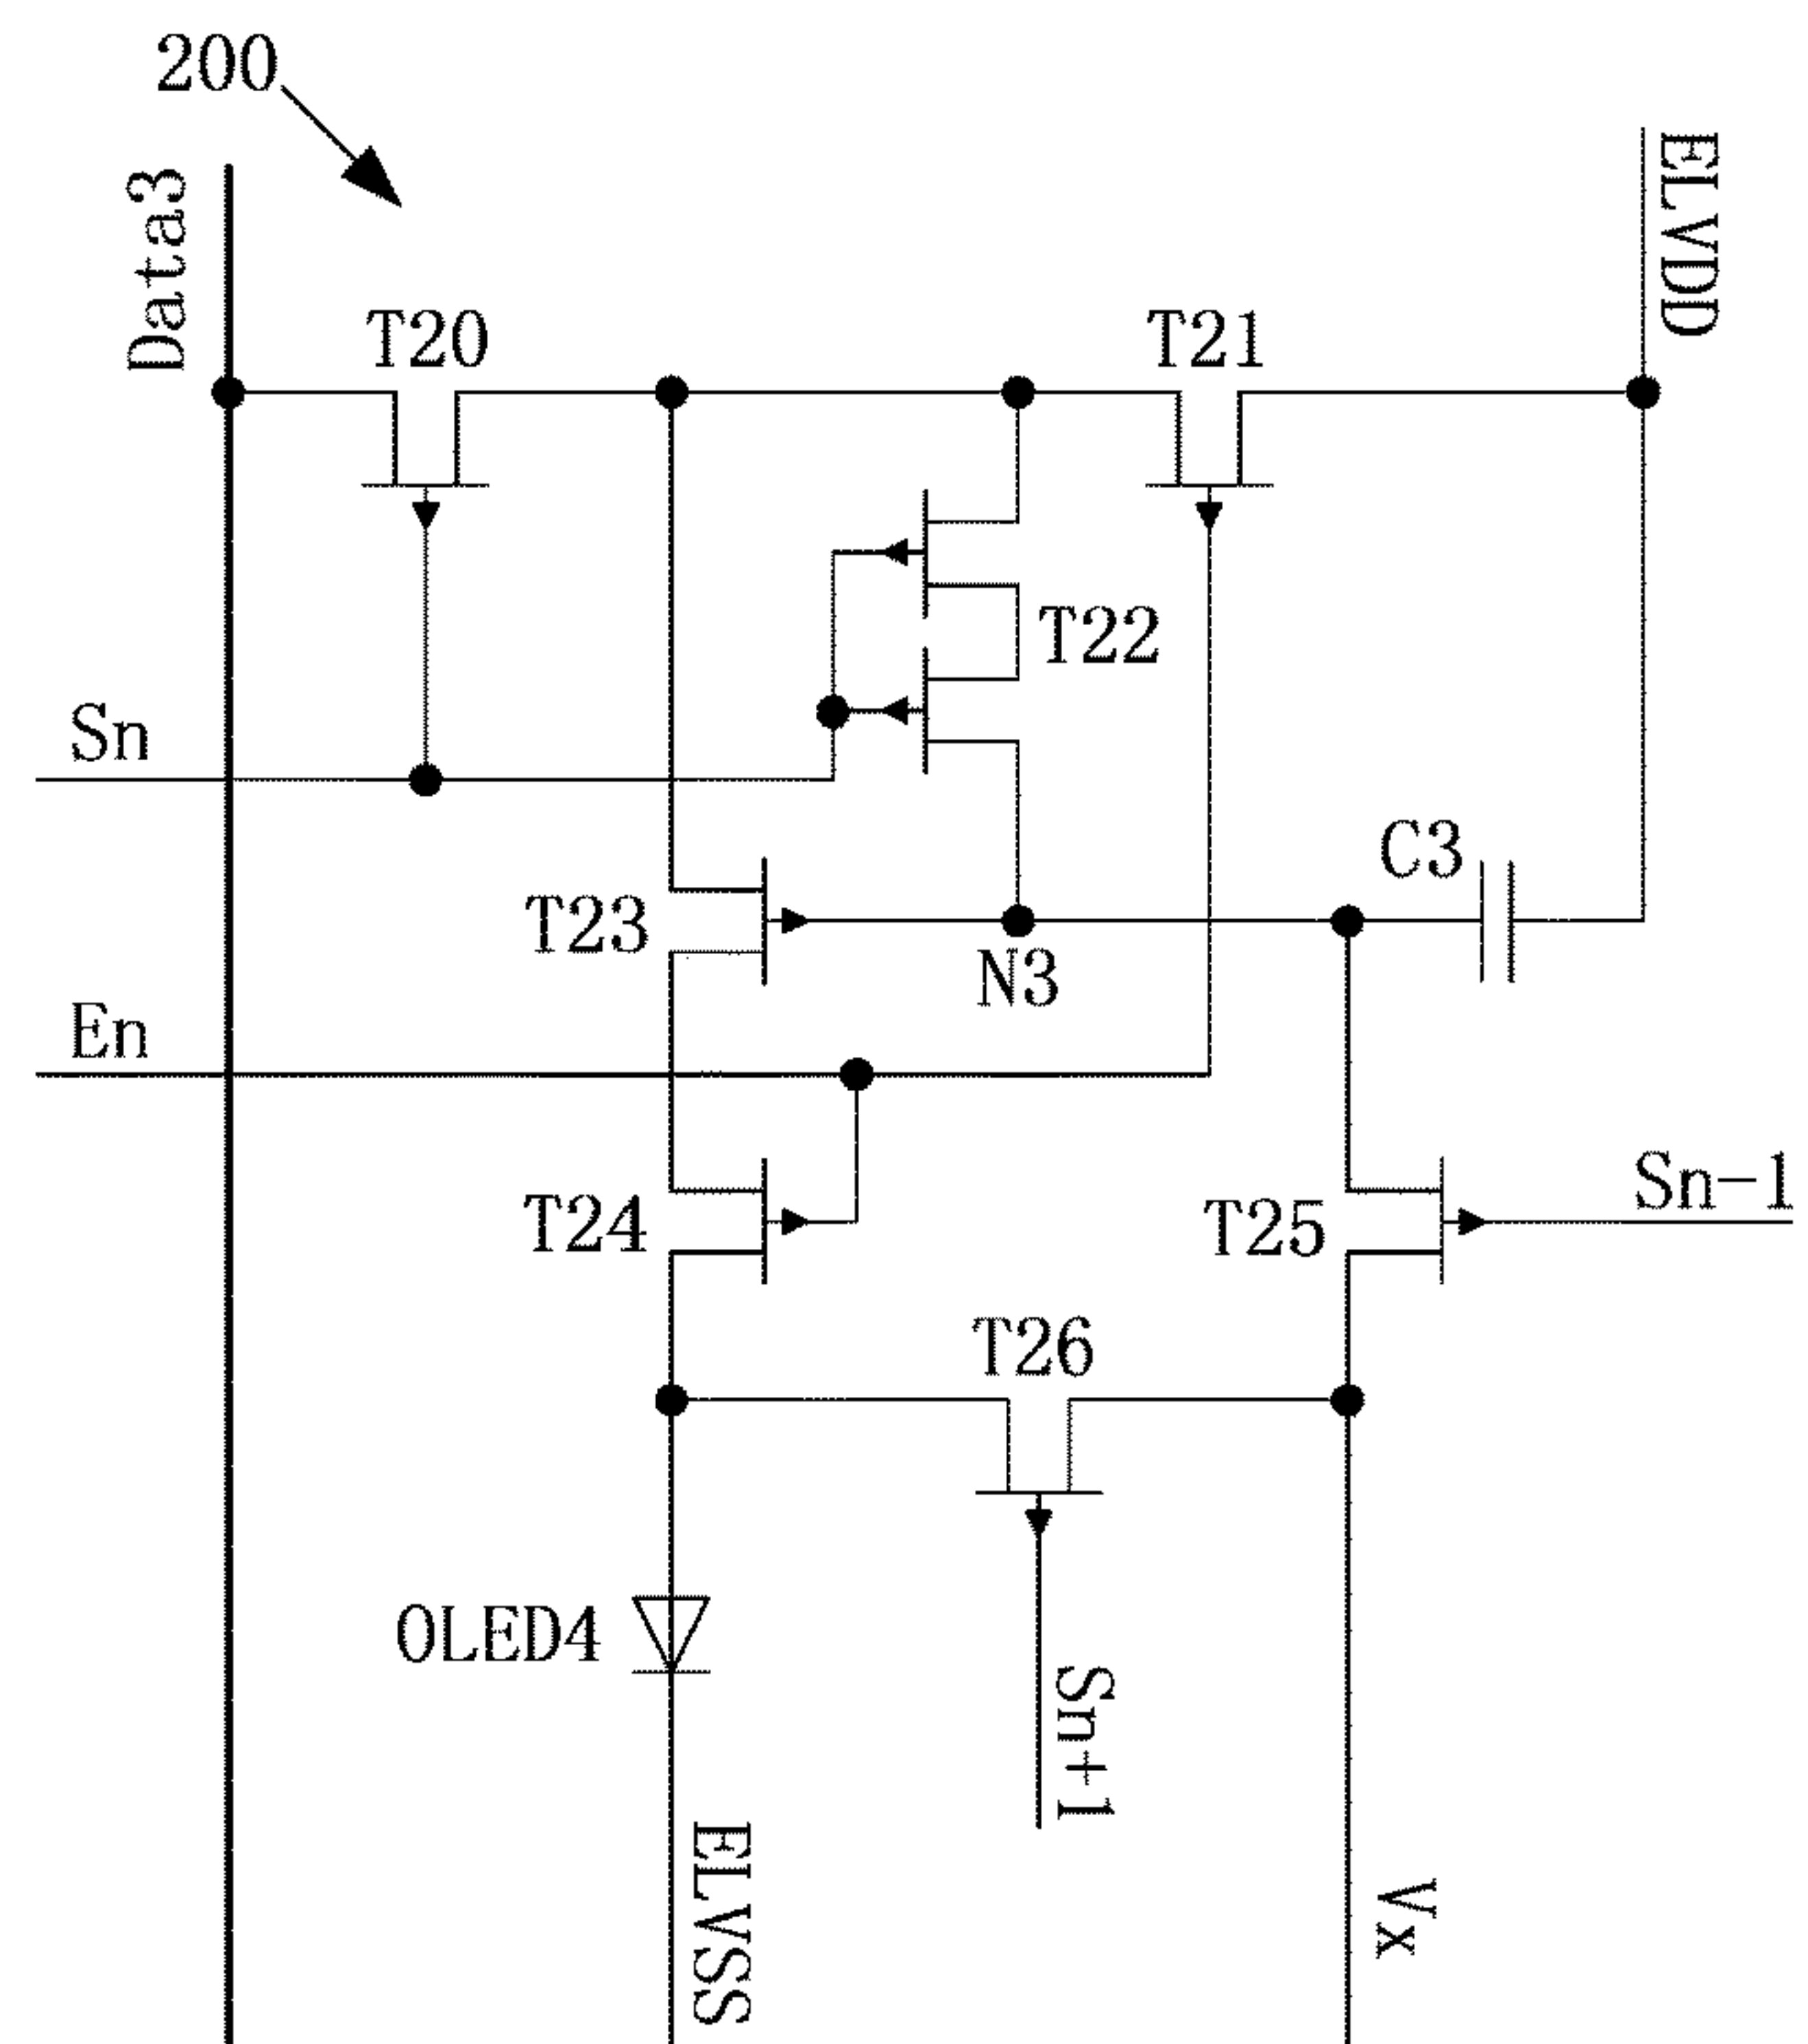 200
Data3
ELVDD
T20
T21
T22
Sn
C3
T23
N3
En
Sn-1
T24
T25
T26
OLED4
Sn+1
ELVSS
Vx